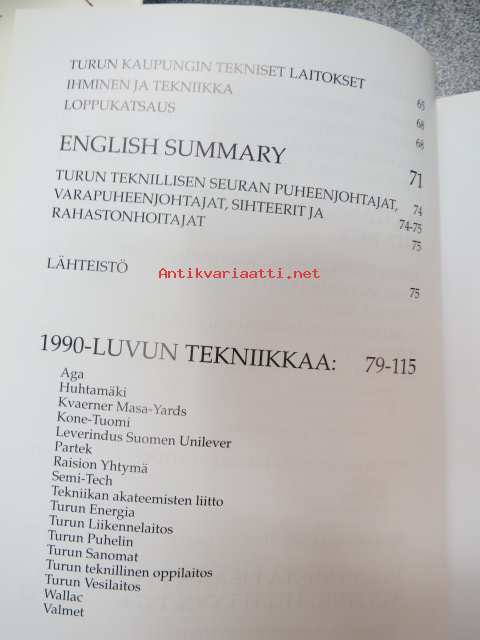 TURUN KAUPUNGIN TEKNISET LAITOKSET 65
IHMINEN JA TEKNIIKKA 68
LOPPUKATSAUS 68
ENGLISH SUMMARY 71
TURUN TEKNILLISEN SEURAN PUHEENJOHTAJAT, 74
VARAPUHEENJOHTAJAT, SIHTEERIT JA 74-75
RAHASTONHOITAJAT 75
LÄHTEISTÖ 75
Antikvariaatti.net
1990-LUVUN TEKNIIKKAA: 79-115
Aga
Huhtamäki
Kvaerner Masa-Yards
Kone-Tuomi
Leverindus Suomen Unilever
Partek
Raision Yhtymä
Semi-Tech
Tekniikan akateemisten liitto
Turun Energia
Turun Liikennelaitos
Turun Puhelin
Turun Sanomat
Turun teknillinen oppilaitos
Turun Vesilaitos
Wallac
Valmet